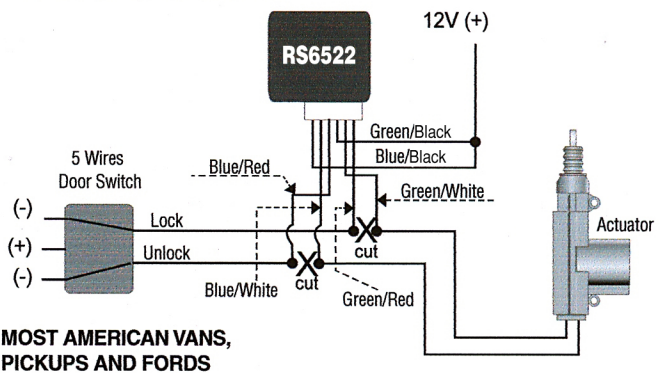 12V (+)
RS6522
Green/Black
Blue/Black
5 Wires
Door Switch
Blue/Red
Green/White
(-)
Lock
Actuator
(+)
Unlock
(-)
cut
cut
Blue/White
Green/Red
MOST AMERICAN VANS,
PICKUPS AND FORDS